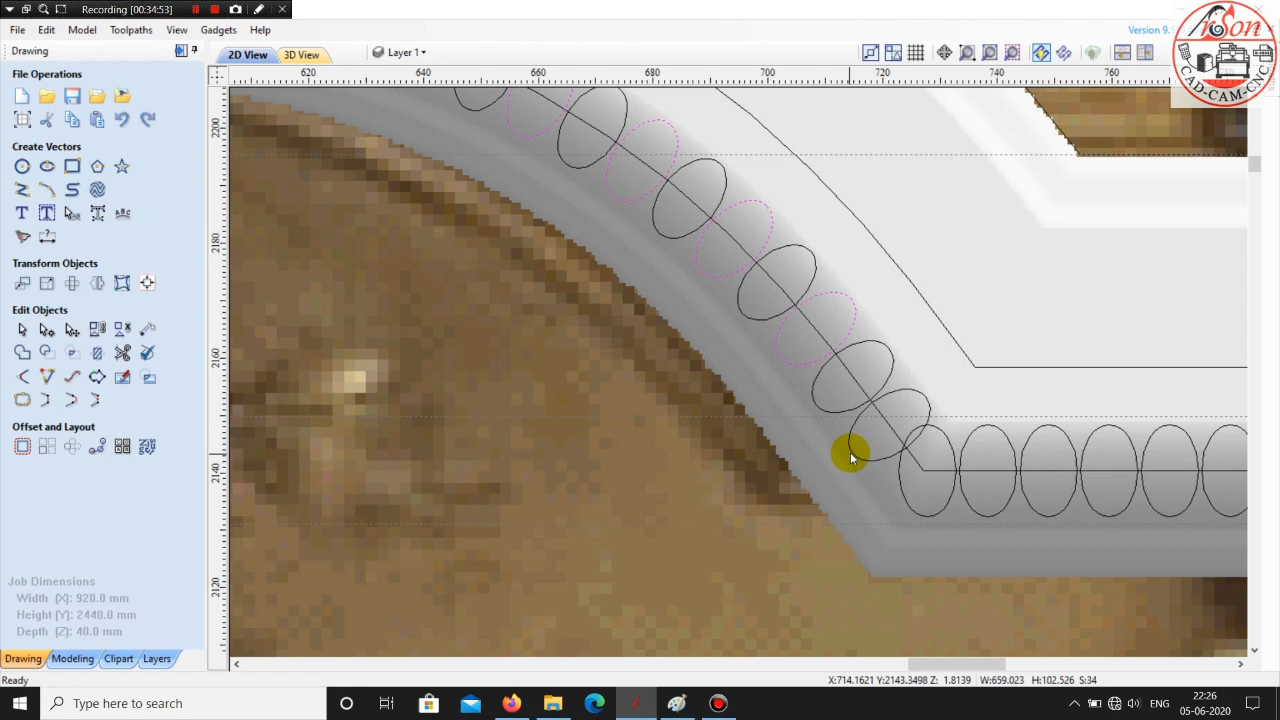 Recording [00:34:53]
File Edit Model Toolpaths View Gadgets Help
Version 9.
Drawing
2D View 3D View Layer 1
620 640 660 680 700 720 740 760
File Operations
Create Vectors
Transform Objects
Edit Objects
Offset and Layout
2200
2180
2160
2140
2120
Job Dimensions
Width (X): 920.0 mm
Height (Y): 2440.0 mm
Depth (Z): 40.0 mm
Drawing Modeling Clipart Layers
Ready
X:714.1621 Y:2143.3498 Z: 1.8139 W:659.023 H:102.526 S:34
Type here to search
ENG
22:26
05-06-2020
CAD-CAM-CNC